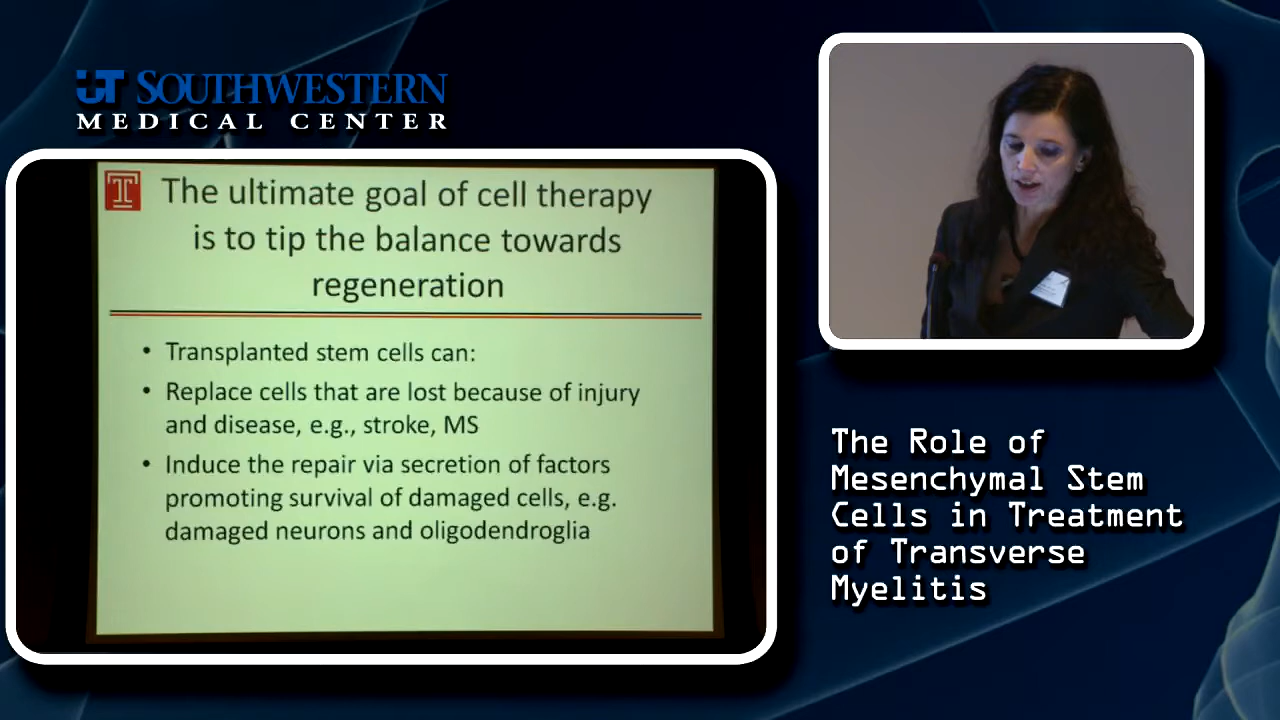 UT SOUTHWESTERN
MEDICAL CENTER
T
The ultimate goal of cell therapy
is to tip the balance towards
regeneration
• Transplanted stem cells can:
• Replace cells that are lost because of injury
and disease, e.g., stroke, MS
• Induce the repair via secretion of factors
promoting survival of damaged cells, e.g.
damaged neurons and oligodendroglia
The Role of
Mesenchymal Stem
Cells in Treatment
of Transverse
Myelitis